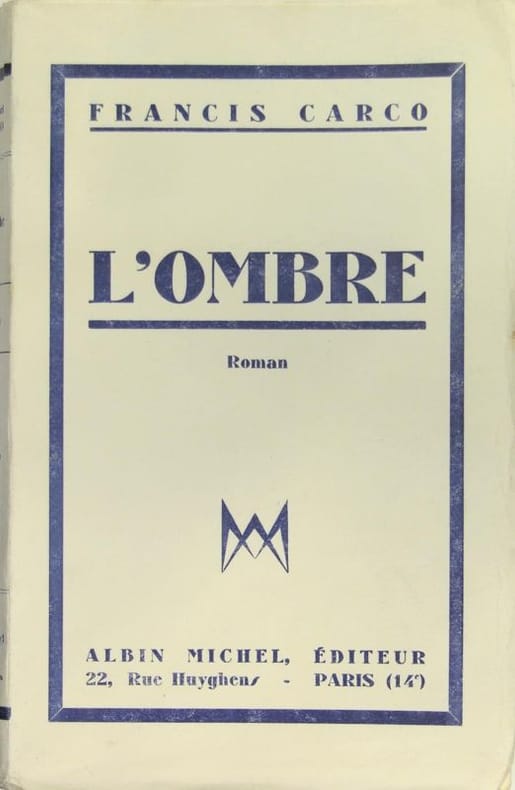 FRANCIS CARCO
L'OMBRE
Roman
ALBIN MICHEL, ÉDITEUR
22, Rue Huyghens - PARIS (14e)